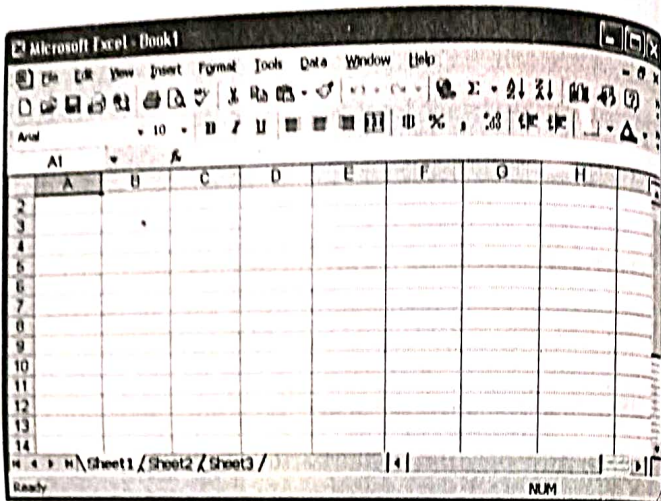 Microsoft Excel - Book1
File Edit View Insert Format Tools Data Window Help
Arial 10 B I U % ,
A1 fx
A B C D E F G H
2
3
4
5
6
7
8
9
10
11
12
13
14
Sheet1 / Sheet2 / Sheet3 /
Ready NUM